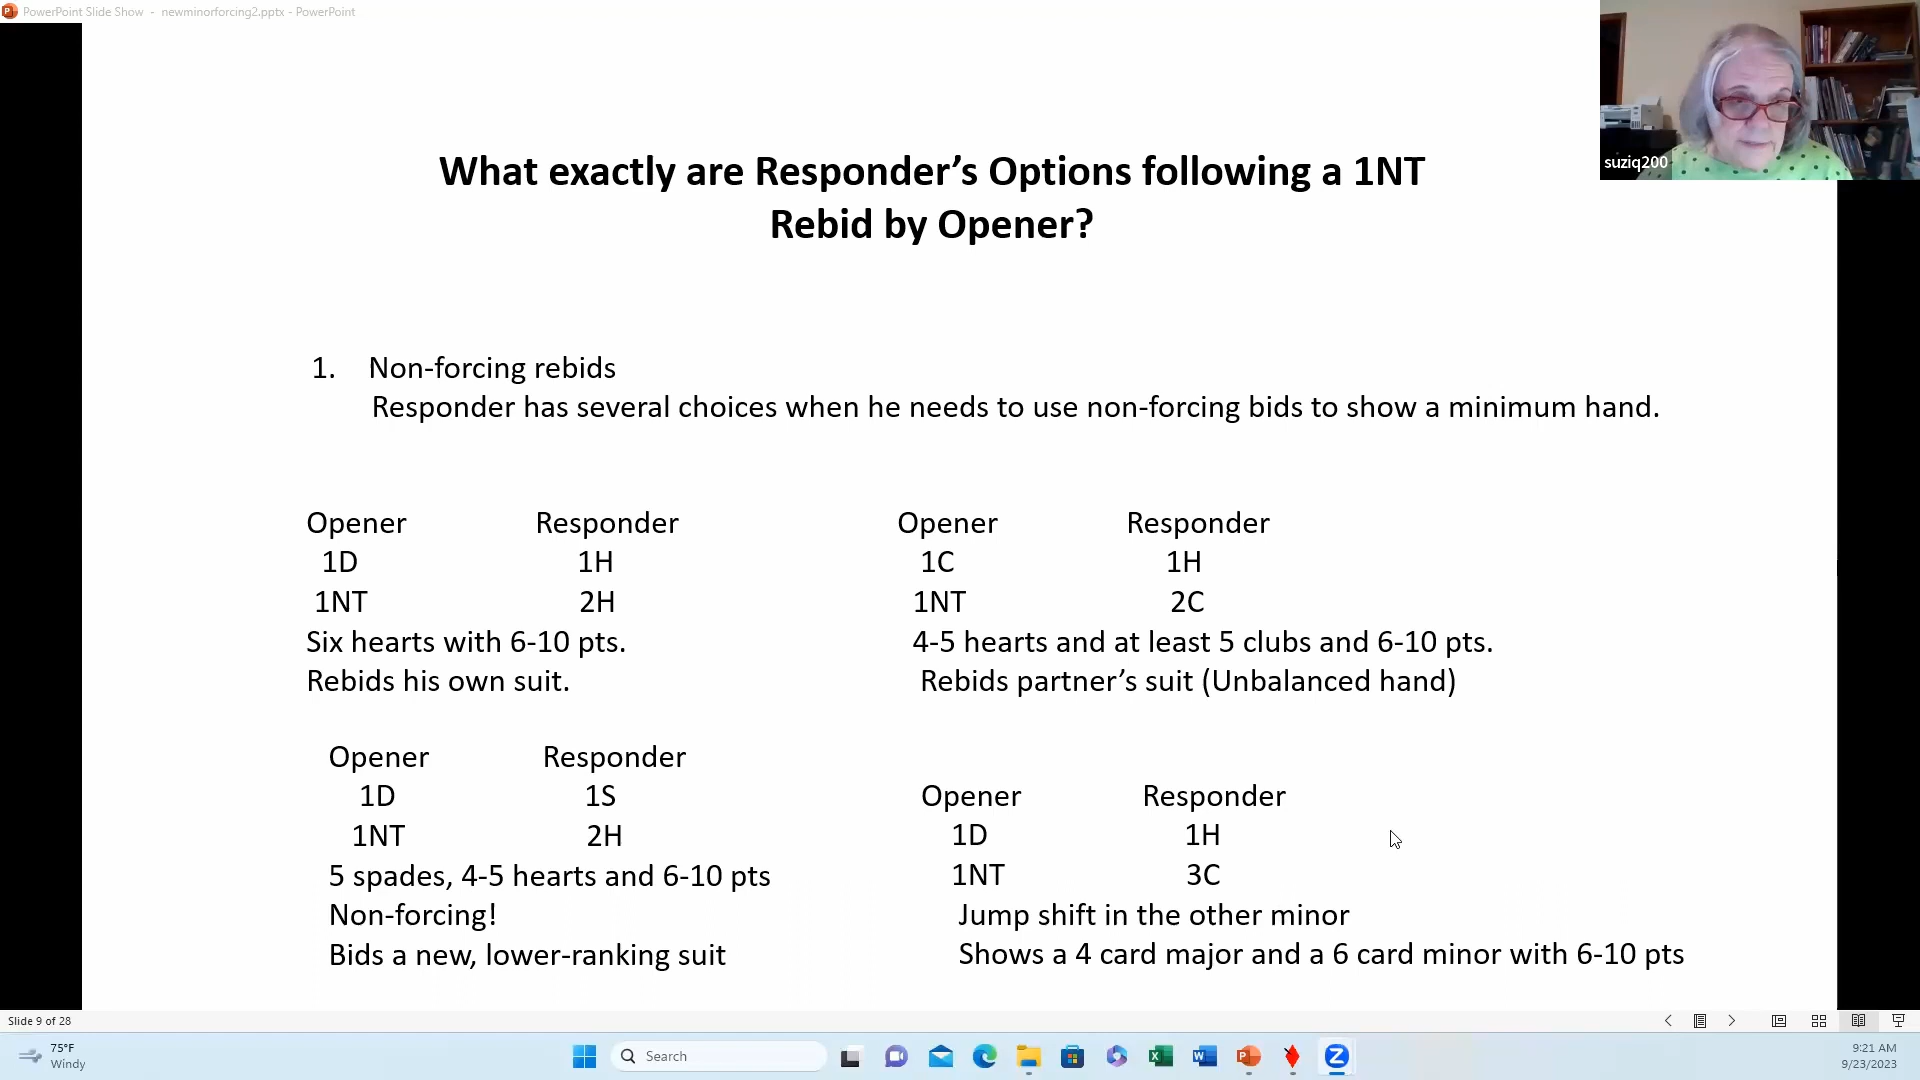 PowerPoint Slide Show - newminorforcing2.pptx - PowerPoint
suziq200
What exactly are Responder’s Options following a 1NT
Rebid by Opener?
1. Non-forcing rebids
Responder has several choices when he needs to use non-forcing bids to show a minimum hand.
Opener Responder
1D 1H
1NT 2H
Six hearts with 6-10 pts.
Rebids his own suit.
Opener Responder
1C 1H
1NT 2C
4-5 hearts and at least 5 clubs and 6-10 pts.
Rebids partner’s suit (Unbalanced hand)
Opener Responder
1D 1S
1NT 2H
5 spades, 4-5 hearts and 6-10 pts
Non-forcing!
Bids a new, lower-ranking suit
Opener Responder
1D 1H
1NT 3C
Jump shift in the other minor
Shows a 4 card major and a 6 card minor with 6-10 pts
Slide 9 of 28
75°F
Windy
Search
9:21 AM
9/23/2023